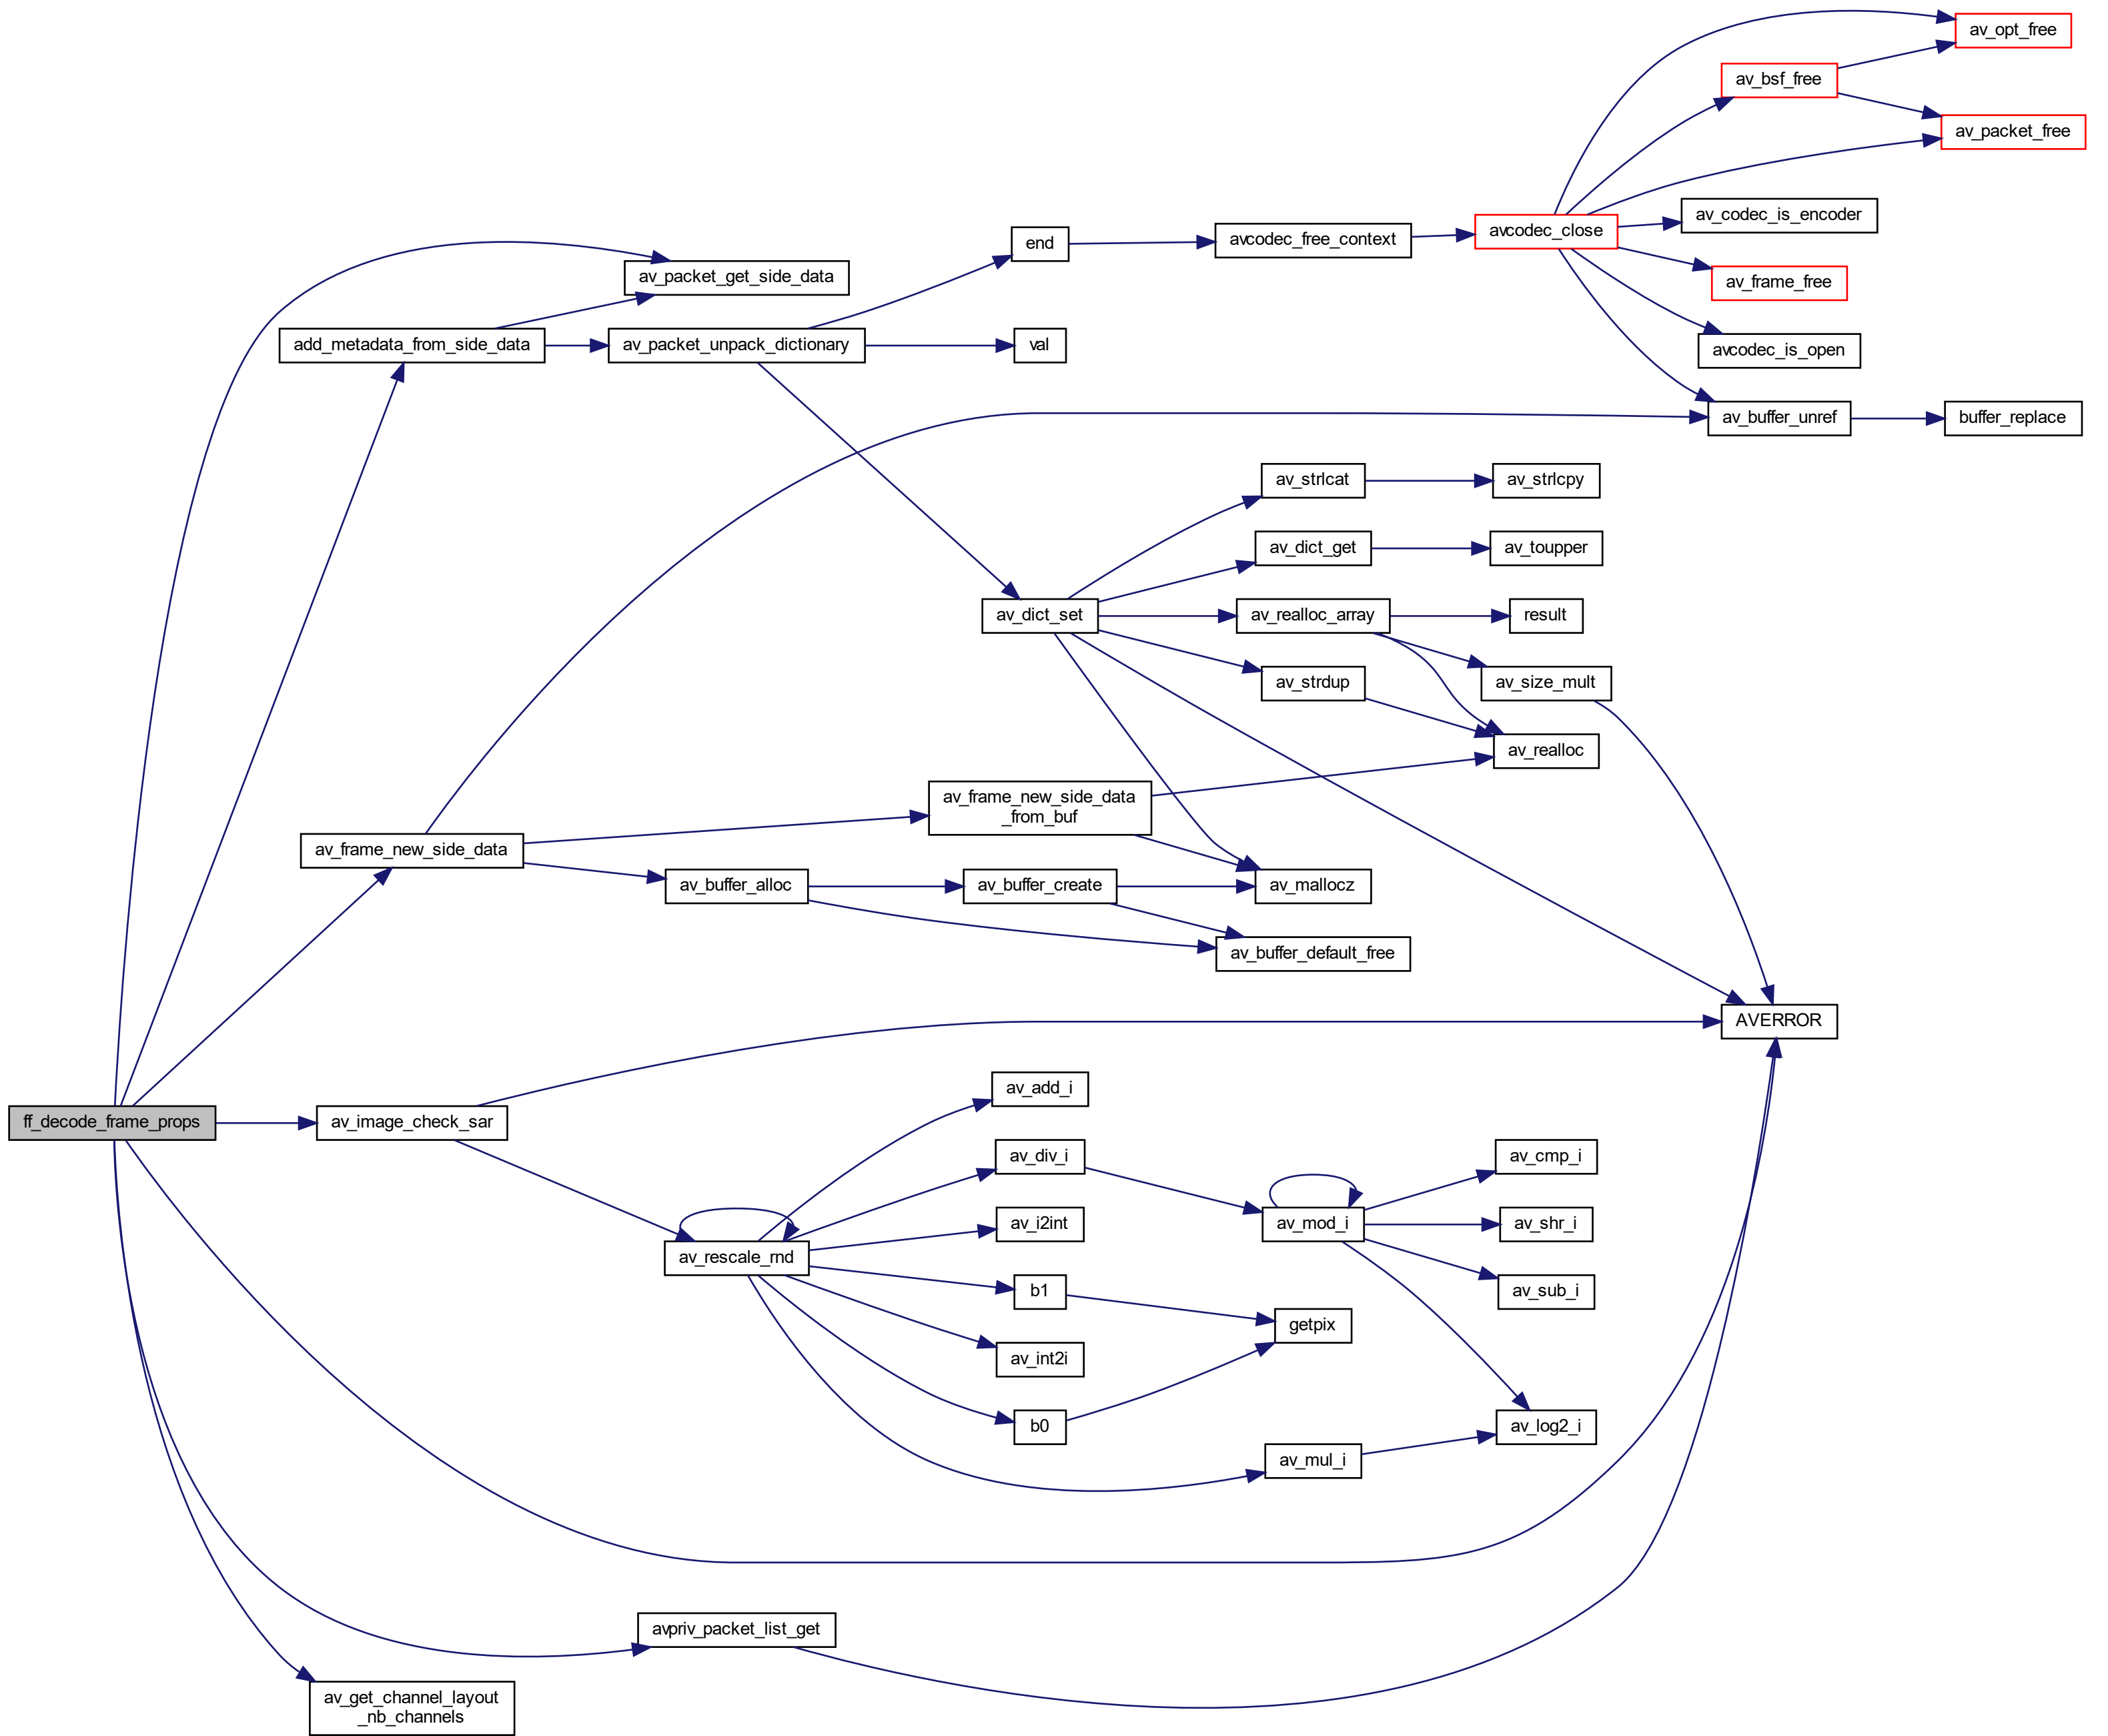 av_opt_free
av_bsf_free
av_packet_free
av_codec_is_encoder
end
avcodec_free_context
avcodec_close
av_packet_get_side_data
av_frame_free
add_metadata_from_side_data
av_packet_unpack_dictionary
val
avcodec_is_open
av_buffer_unref
buffer_replace
av_strlcat
av_strlcpy
av_dict_get
av_toupper
av_dict_set
av_realloc_array
result
av_strdup
av_size_mult
av_realloc
av_frame_new_side_data
_from_buf
av_frame_new_side_data
av_buffer_alloc
av_buffer_create
av_mallocz
av_buffer_default_free
AVERROR
av_add_i
ff_decode_frame_props
av_image_check_sar
av_div_i
av_cmp_i
av_i2int
av_mod_i
av_shr_i
av_rescale_rnd
b1
av_sub_i
getpix
av_int2i
b0
av_log2_i
av_mul_i
avpriv_packet_list_get
av_get_channel_layout
_nb_channels